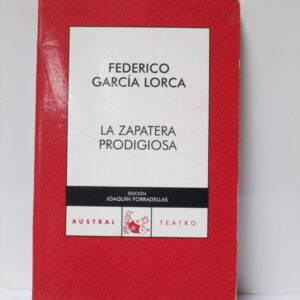 FEDERICO
GARCÍA LORCA
LA ZAPATERA
PRODIGIOSA
EDICIÓN
JOAQUÍN FORRADELLAS
AUSTRAL TEATRO